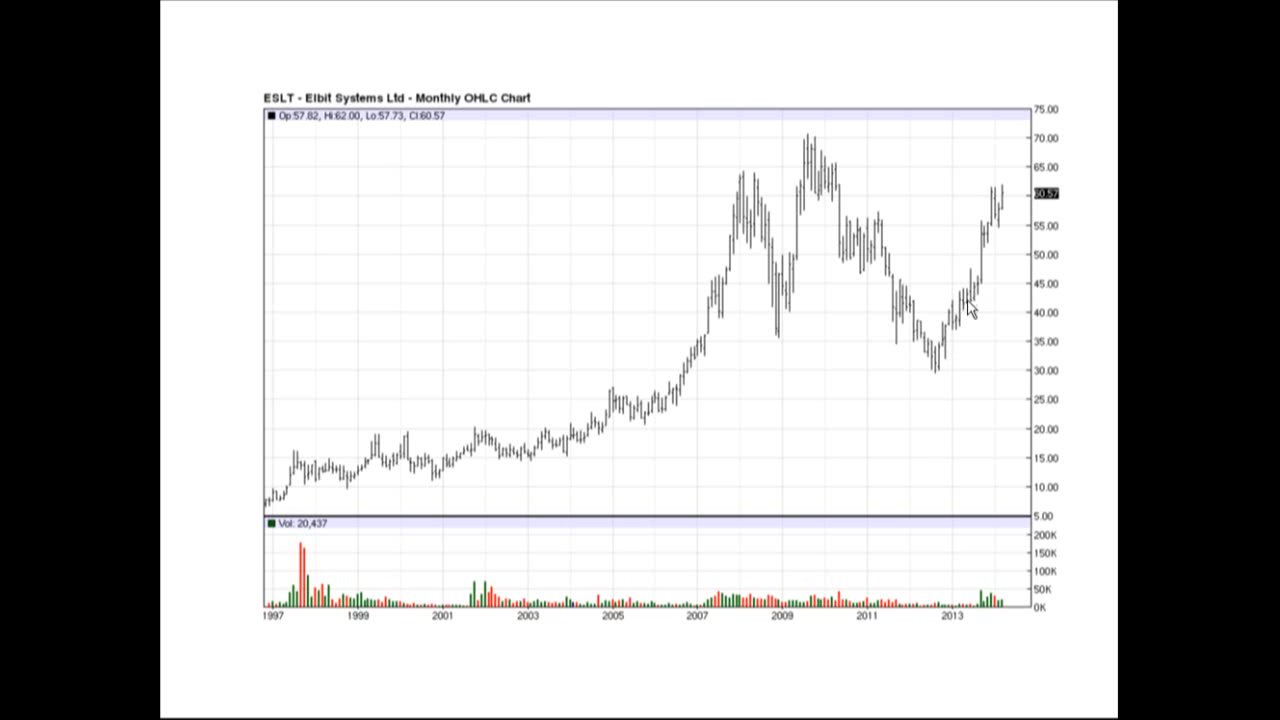 ESLT - Elbit Systems Ltd - Monthly OHLC Chart
Op:57.82, Hi:62.00, Lo:57.73, Cl:60.57
75.00
70.00
65.00
60.57
55.00
50.00
45.00
40.00
35.00
30.00
25.00
20.00
15.00
10.00
5.00
Vol: 20,437
200K
150K
100K
50K
0K
1997 1999 2001 2003 2005 2007 2009 2011 2013